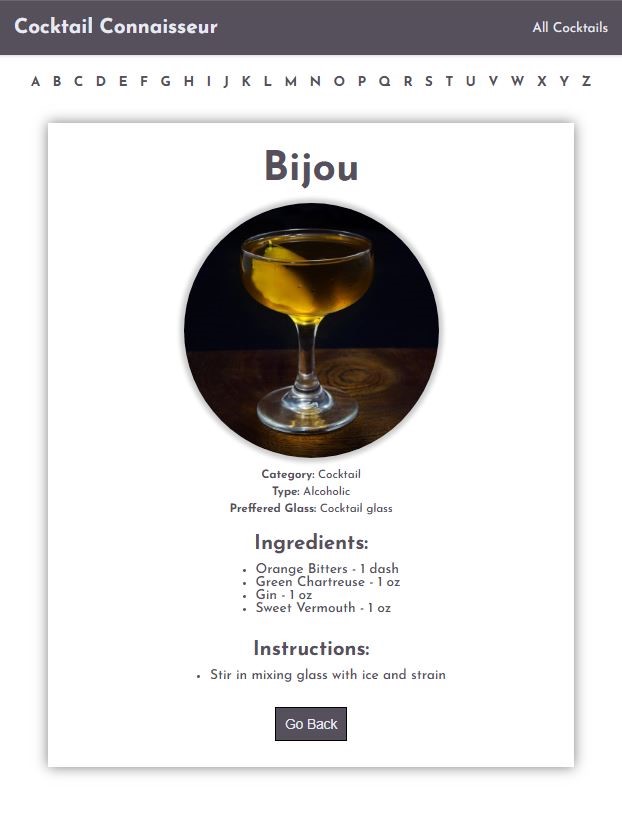 Cocktail Connaisseur
All Cocktails
A B C D E F G H I J K L M N O P Q R S T U V W X Y Z
Bijou
Category: Cocktail
Type: Alcoholic
Preffered Glass: Cocktail glass
Ingredients:
• Orange Bitters - 1 dash
• Green Chartreuse - 1 oz
• Gin - 1 oz
• Sweet Vermouth - 1 oz
Instructions:
• Stir in mixing glass with ice and strain
Go Back